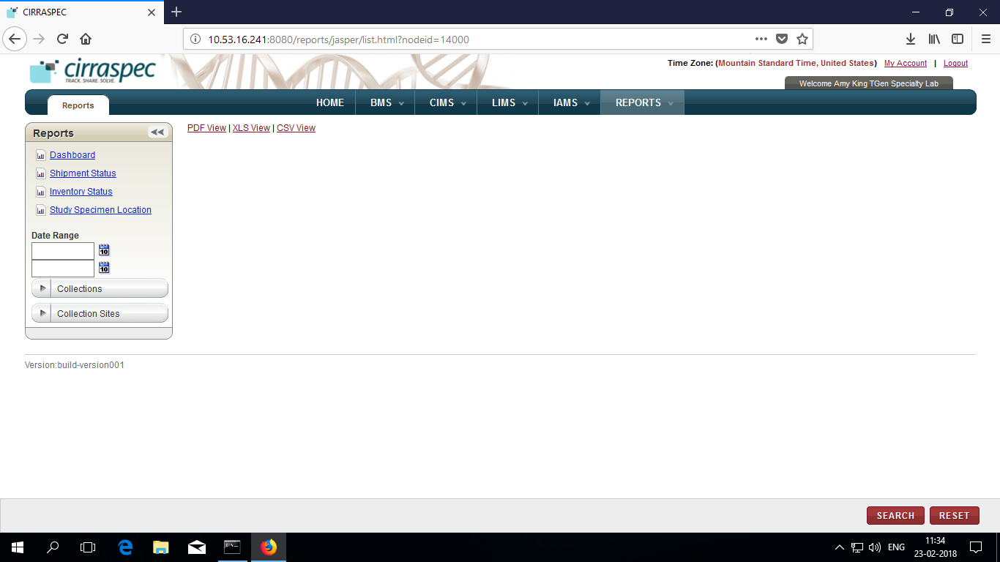 CIRRASPEC
10.53.16.241:8080/reports/jasper/list.html?nodeid=14000
cirraspec
TRACK. SHARE. SOLVE.
Time Zone: (Mountain Standard Time, United States) My Account | Logout
Welcome Amy King TGen Specialty Lab
Reports
HOME BMS CIMS LIMS IAMS REPORTS
Reports
PDF View | XLS View | CSV View
Dashboard
Shipment Status
Inventory Status
Study Specimen Location
Date Range
10
10
Collections
Collection Sites
Version:build-version001
SEARCH RESET
ENG
11:34
23-02-2018